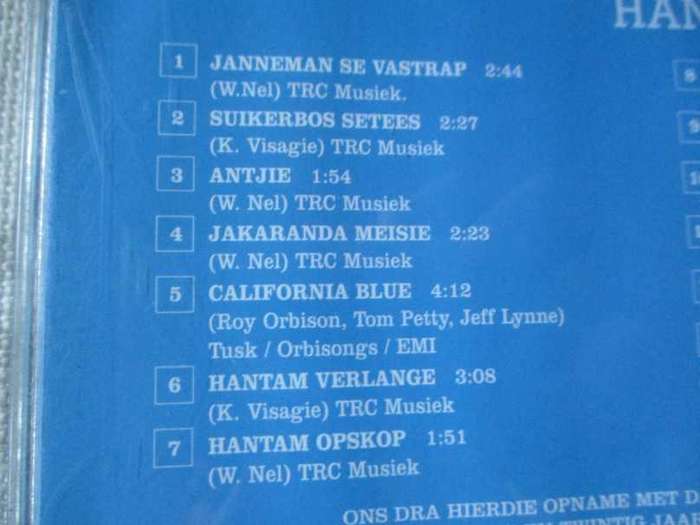 HAN
1 JANNEMAN SE VASTRAP 2:44
(W.Nel) TRC Musiek.
2 SUIKERBOS SETEES 2:27
(K. Visagie) TRC Musiek
3 ANTJIE 1:54
(W. Nel) TRC Musiek
4 JAKARANDA MEISIE 2:23
(W. Nel) TRC Musiek
5 CALIFORNIA BLUE 4:12
(Roy Orbison, Tom Petty, Jeff Lynne)
Tusk / Orbisongs / EMI
6 HANTAM VERLANGE 3:08
(K. Visagie) TRC Musiek
7 HANTAM OPSKOP 1:51
(W. Nel) TRC Musiek
ONS DRA HIERDIE OPNAME MET D